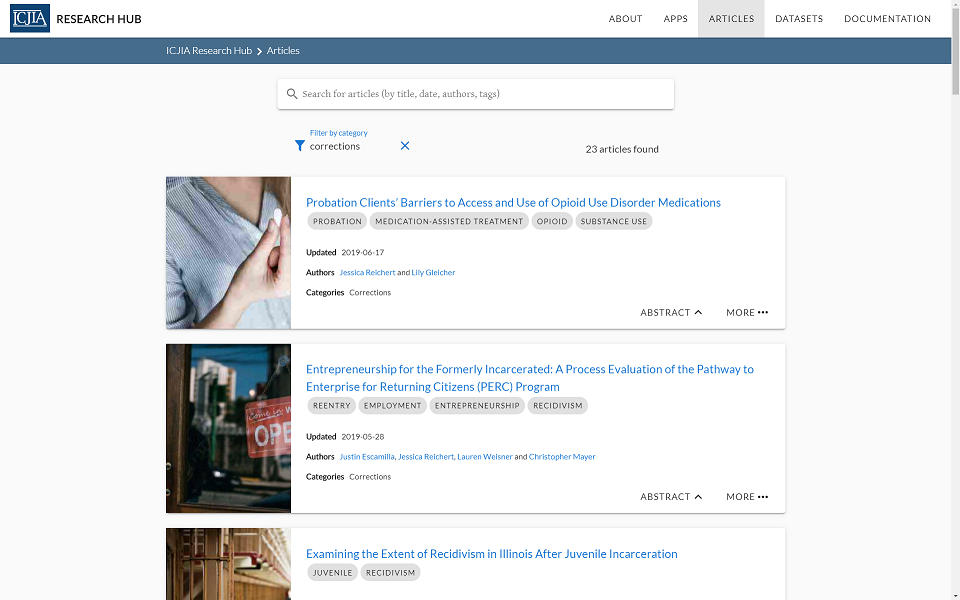 ICJIA RESEARCH HUB ABOUT APPS ARTICLES DATASETS DOCUMENTATION
ICJIA Research Hub Articles
Search for articles (by title, date, authors, tags)
Filter by category
corrections
23 articles found
Probation Clients’ Barriers to Access and Use of Opioid Use Disorder Medications
PROBATION MEDICATION-ASSISTED TREATMENT OPIOID SUBSTANCE USE
Updated 2019-06-17
Authors Jessica Reichert and Lily Gleicher
Categories Corrections
ABSTRACT MORE
Entrepreneurship for the Formerly Incarcerated: A Process Evaluation of the Pathway to
Enterprise for Returning Citizens (PERC) Program
REENTRY EMPLOYMENT ENTREPRENEURSHIP RECIDIVISM
Updated 2019-05-28
Authors Justin Escamilla, Jessica Reichert, Lauren Weisner and Christopher Mayer
Categories Corrections
ABSTRACT MORE
Examining the Extent of Recidivism in Illinois After Juvenile Incarceration
JUVENILE RECIDIVISM